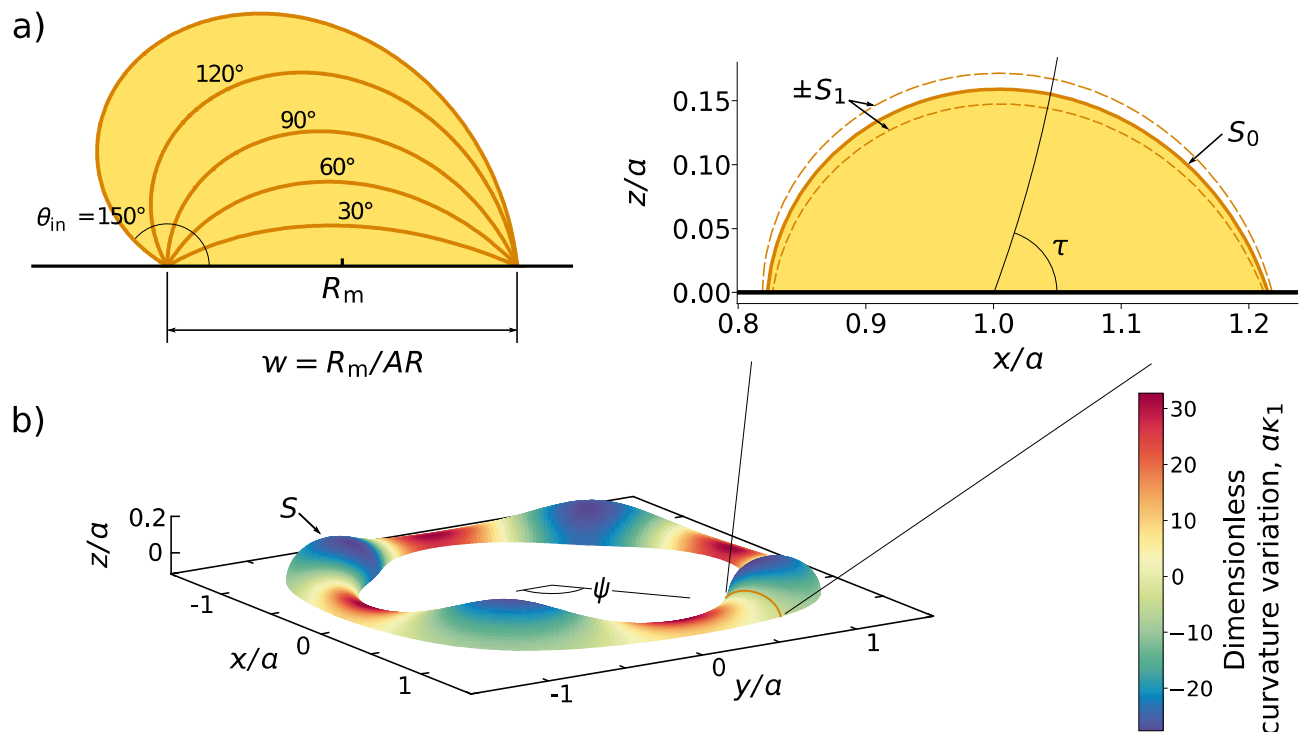 a)
120°
90°
60°
30°
θin =150°
Rm
w = Rm/AR
±S1
S0
τ
z/a
0.15
0.10
0.05
0.00
0.8
0.9
1.0
1.1
1.2
x/a
b)
S
z/a
0.2
0
ψ
-1
0
1
x/a
-1
0
1
y/a
30
20
10
0
−10
−20
Dimensionless
curvature variation, aκ1